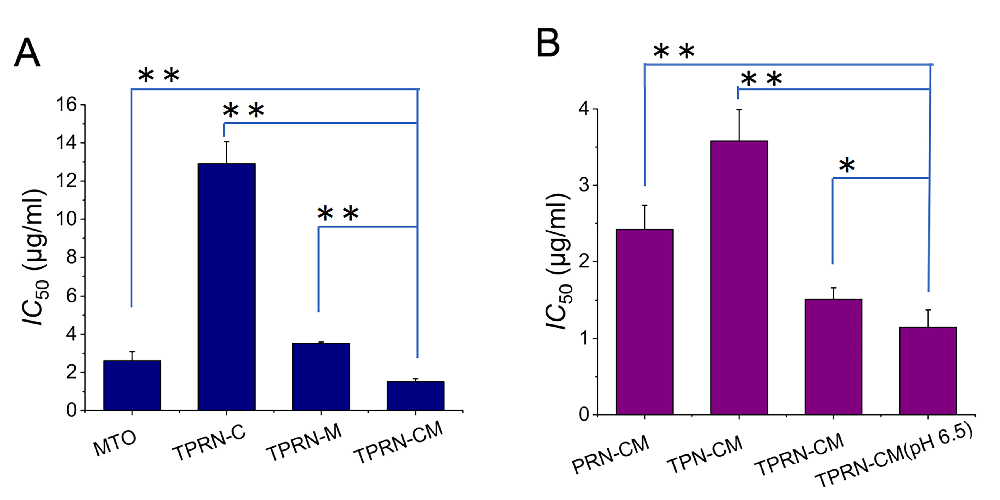 A
* *
* *
* *
IC50 (μg/ml)
16
14
12
10
8
6
4
2
0
MTO
TPRN-C
TPRN-M
TPRN-CM
B
* *
* *
*
IC50 (μg/ml)
4
3
2
1
0
PRN-CM
TPN-CM
TPRN-CM
TPRN-CM(pH 6.5)